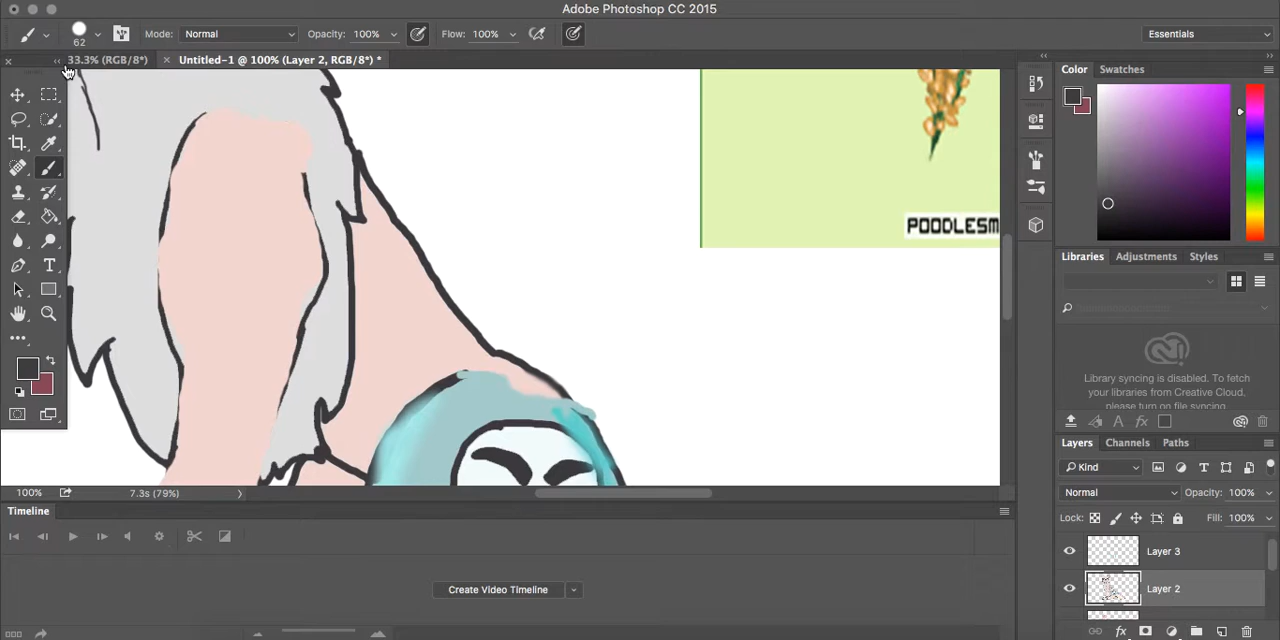 Adobe Photoshop CC 2015
62 Mode: Normal Opacity: 100% Flow: 100% Essentials
33.3% (RGB/8*) Untitled-1 @ 100% (Layer 2, RGB/8*) *
Color Swatches
POODLESM
Libraries Adjustments Styles
Library syncing is disabled. To fetch
your libraries from Creative Cloud,
please turn on file syncing.
Layers Channels Paths
Kind
100% 7.3s (79%)
Normal Opacity: 100%
Timeline
Lock: Fill: 100%
Layer 3
Create Video Timeline
Layer 2